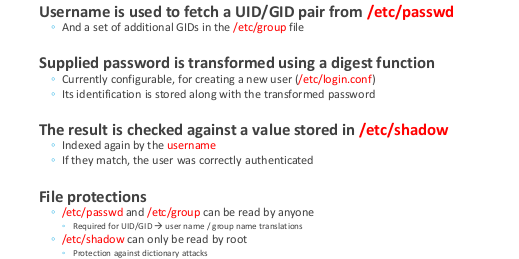 Username is used to fetch a UID/GID pair from /etc/passwd
◦ And a set of additional GIDs in the /etc/group file
Supplied password is transformed using a digest function
◦ Currently configurable, for creating a new user (/etc/login.conf)
◦ Its identification is stored along with the transformed password
The result is checked against a value stored in /etc/shadow
◦ Indexed again by the username
◦ If they match, the user was correctly authenticated
File protections
◦ /etc/passwd and /etc/group can be read by anyone
– Required for UID/GID → user name / group name translations
◦ /etc/shadow can only be read by root
– Protection against dictionary attacks